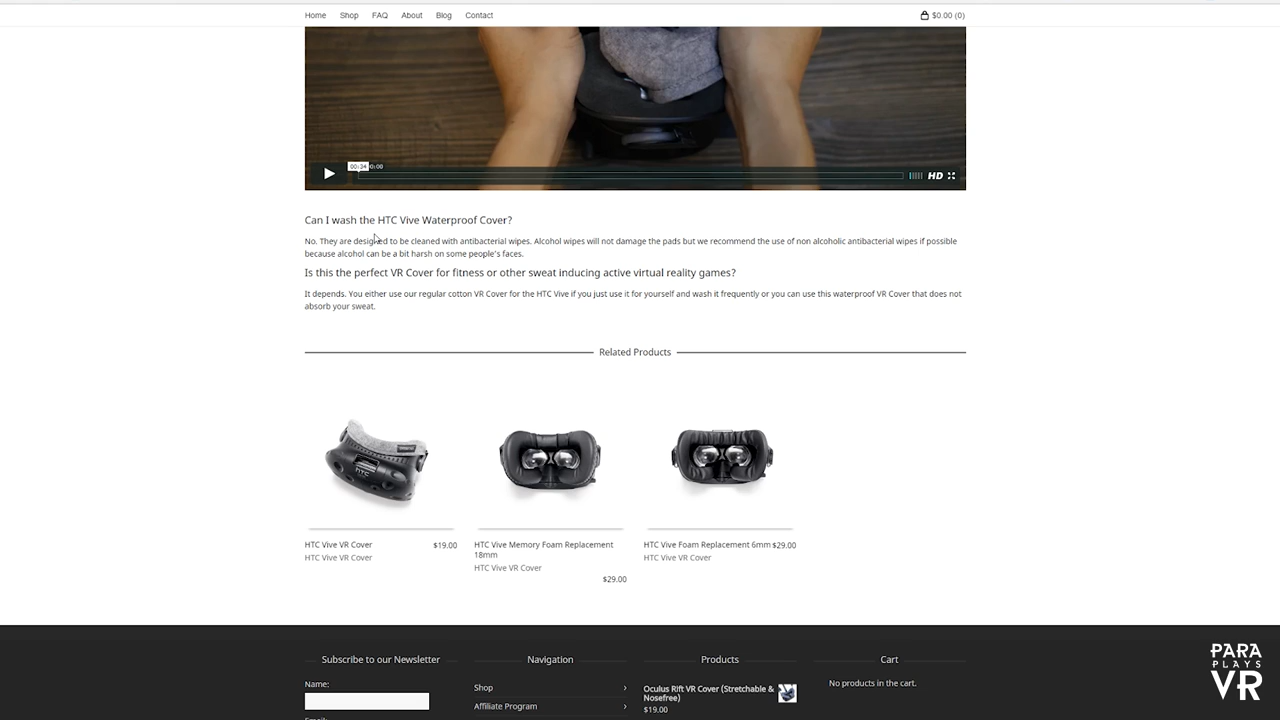 Home Shop FAQ About Blog Contact $0.00 (0)
00:34 0:08
HD
Can I wash the HTC Vive Waterproof Cover?
No. They are designed to be cleaned with antibacterial wipes. Alcohol wipes will not damage the pads but we recommend the use of non alcoholic antibacterial wipes if possible
because alcohol can be a bit harsh on some people's faces.
Is this the perfect VR Cover for fitness or other sweat inducing active virtual reality games?
It depends. You either use our regular cotton VR Cover for the HTC Vive if you just use it for yourself and wash it frequently or you can use this waterproof VR Cover that does not
absorb your sweat.
Related Products
HTC
HTC Vive VR Cover $19.00
HTC Vive VR Cover
HTC Vive Memory Foam Replacement
18mm
HTC Vive VR Cover
$29.00
HTC Vive Foam Replacement 6mm $29.00
HTC Vive VR Cover
Subscribe to our Newsletter
Name:
Navigation
Shop
Affiliate Program
Products
Oculus Rift VR Cover (Stretchable &
Nosefree)
$19.00
Cart
No products in the cart.
PARA
PLAYS
VR